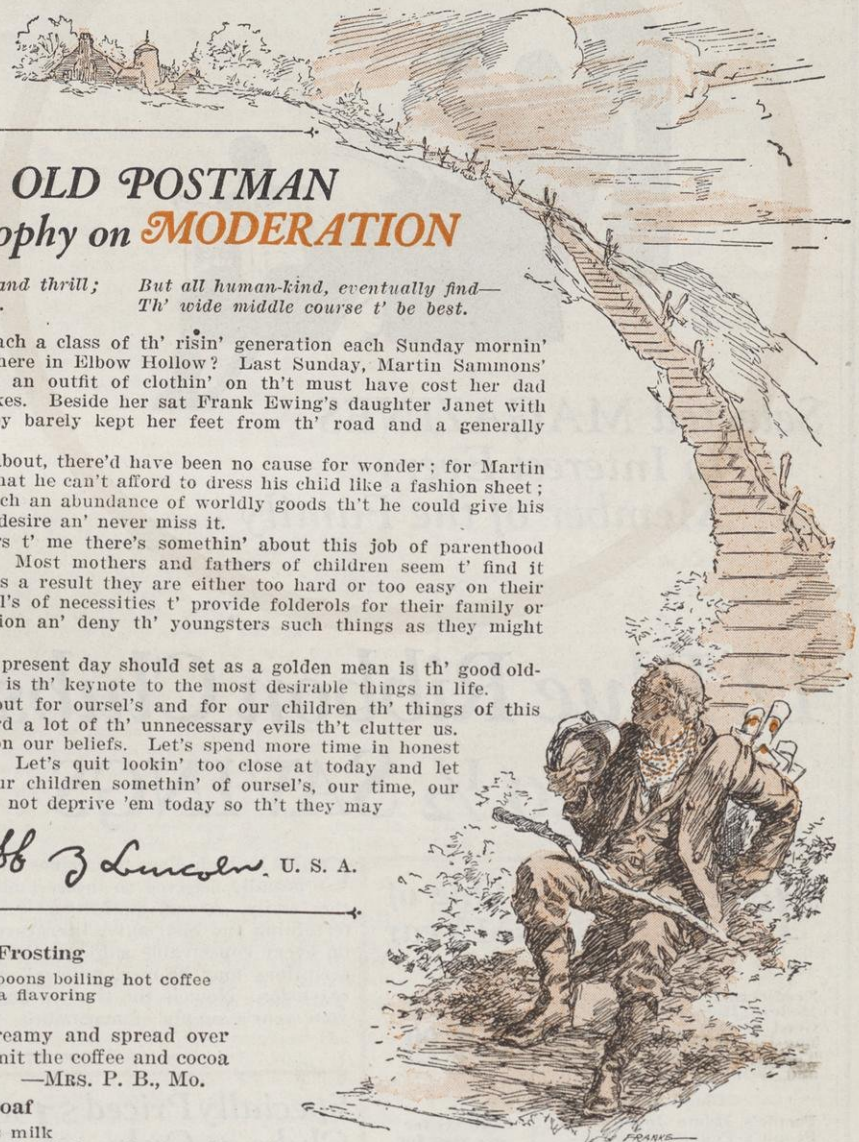 OLD POSTMAN
ophy on MODERATION
and thrill; But all human-kind, eventually find—
. Th' wide middle course t' be best.
ach a class of th' risin' generation each Sunday mornin'
here in Elbow Hollow? Last Sunday, Martin Sammons'
an outfit of clothin' on th't must have cost her dad
kes. Beside her sat Frank Ewing's daughter Janet with
y barely kept her feet from th' road and a generally
about, there'd have been no cause for wonder; for Martin
hat he can't afford to dress his child like a fashion sheet;
ch an abundance of worldly goods th't he could give his
desire an' never miss it.
rs t' me there's somethin' about this job of parenthood
Most mothers and fathers of children seem t' find it
s a result they are either too hard or too easy on their
l's of necessities t' provide folderols for their family or
ion an' deny th' youngsters such things as they might
present day should set as a golden mean is th' good old-
is th' keynote to the most desirable things in life.
out for oursel's and for our children th' things of this
rd a lot of th' unnecessary evils th't clutter us.
on our beliefs. Let's spend more time in honest
Let's quit lookin' too close at today and let
ur children somethin' of oursel's, our time, our
not deprive 'em today so th't they may
Lincoln. U. S. A.
Frosting
poons boiling hot coffee
a flavoring
reamy and spread over
mit the coffee and cocoa
—MRS. P. B., Mo.
oaf
milk
FRANKS